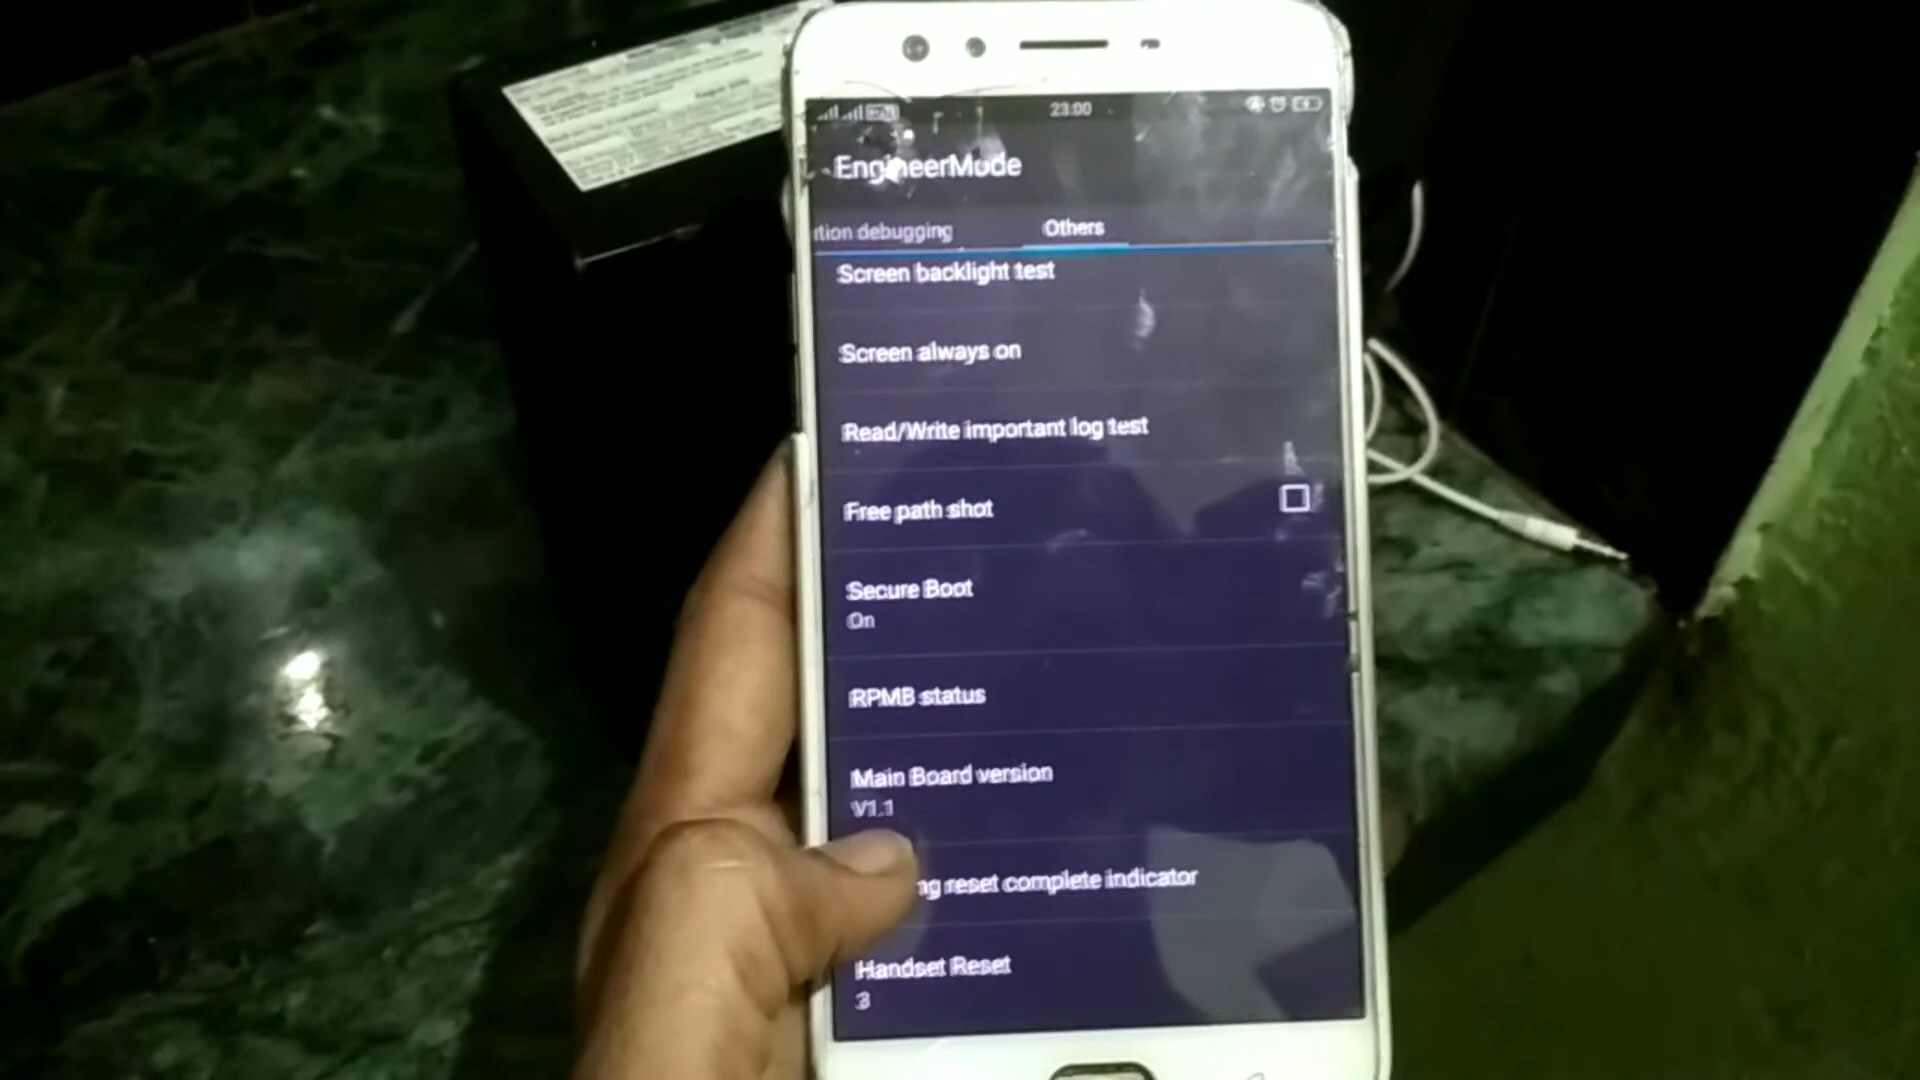 23:00
EngineerMode
tion debugging Others
Screen backlight test
Screen always on
Read/Write important log test
Free path shot
Secure Boot
On
RPMB status
Main Board version
V1.1
ng reset complete indicator
Handset Reset
3